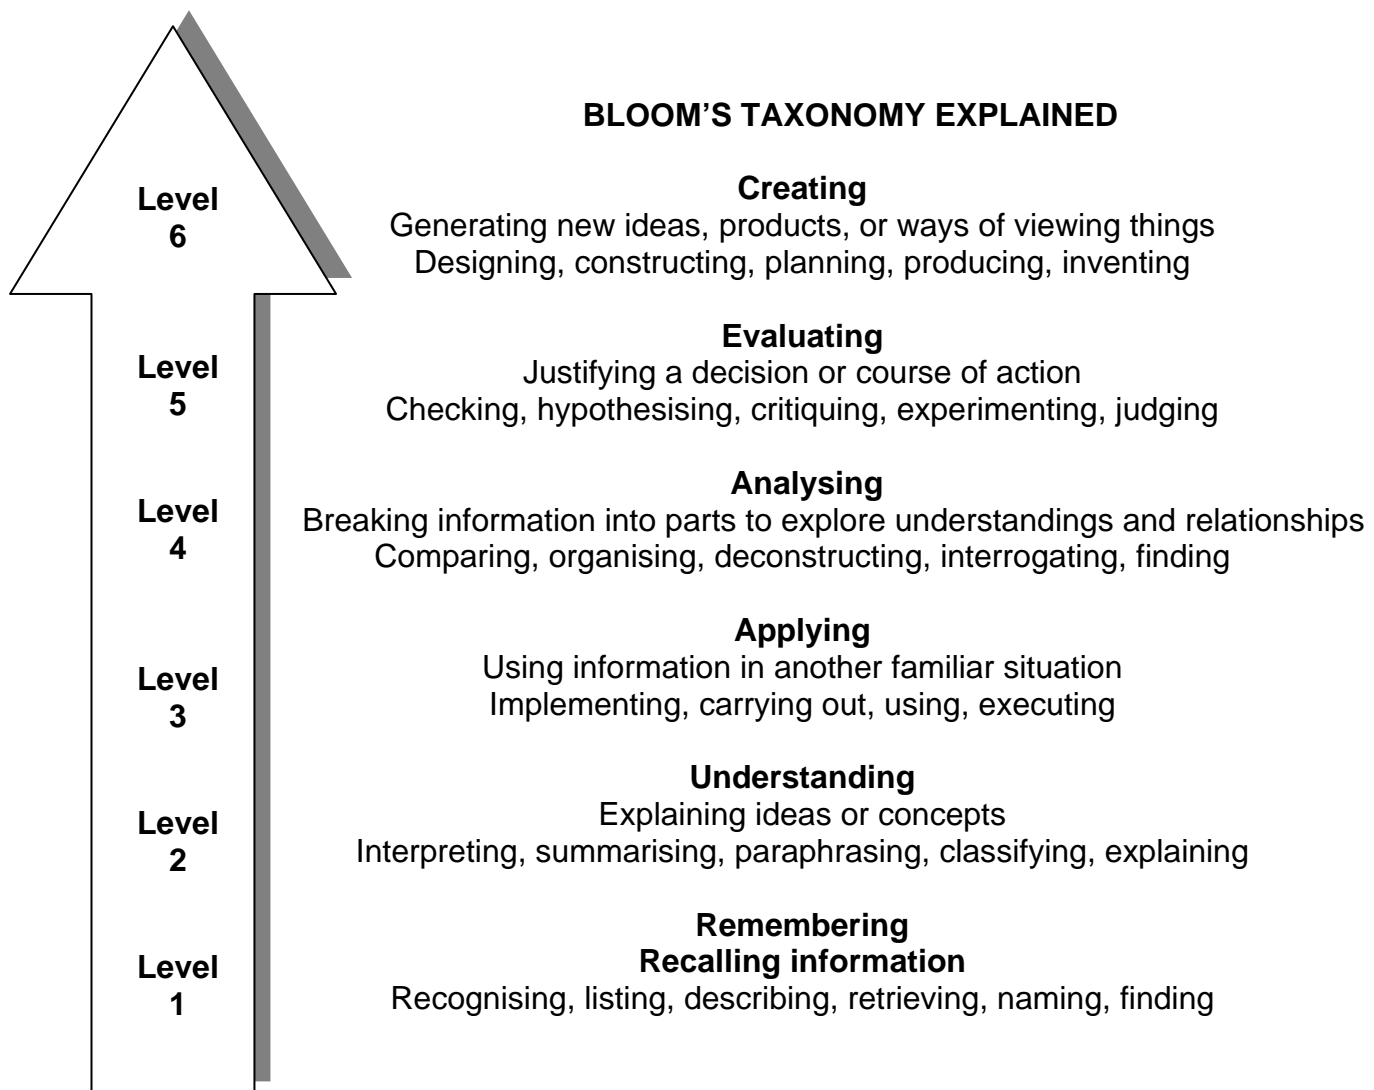 BLOOM'S TAXONOMY EXPLAINED
Level
6
Creating
Generating new ideas, products, or ways of viewing things
Designing, constructing, planning, producing, inventing
Level
5
Evaluating
Justifying a decision or course of action
Checking, hypothesising, critiquing, experimenting, judging
Level
4
Analysing
Breaking information into parts to explore understandings and relationships
Comparing, organising, deconstructing, interrogating, finding
Level
3
Applying
Using information in another familiar situation
Implementing, carrying out, using, executing
Level
2
Understanding
Explaining ideas or concepts
Interpreting, summarising, paraphrasing, classifying, explaining
Level
1
Remembering
Recalling information
Recognising, listing, describing, retrieving, naming, finding